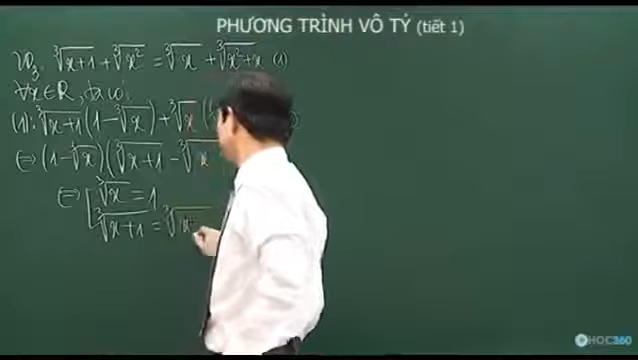 PHƯƠNG TRÌNH VÔ TỶ (tiết 1)
VD3: ∛(x+1) + ∛(x²) = ∛x + ∛(x²+x) (1)
∀x∈R, ta có:
(1): ∛(x+1) (1 - ∛x) + ∛x (
⇔ (1 - ∛x) (∛(x+1) - ∛x
⇔ [ ∛x = 1
∛(x+1) = ∛x
HOC360